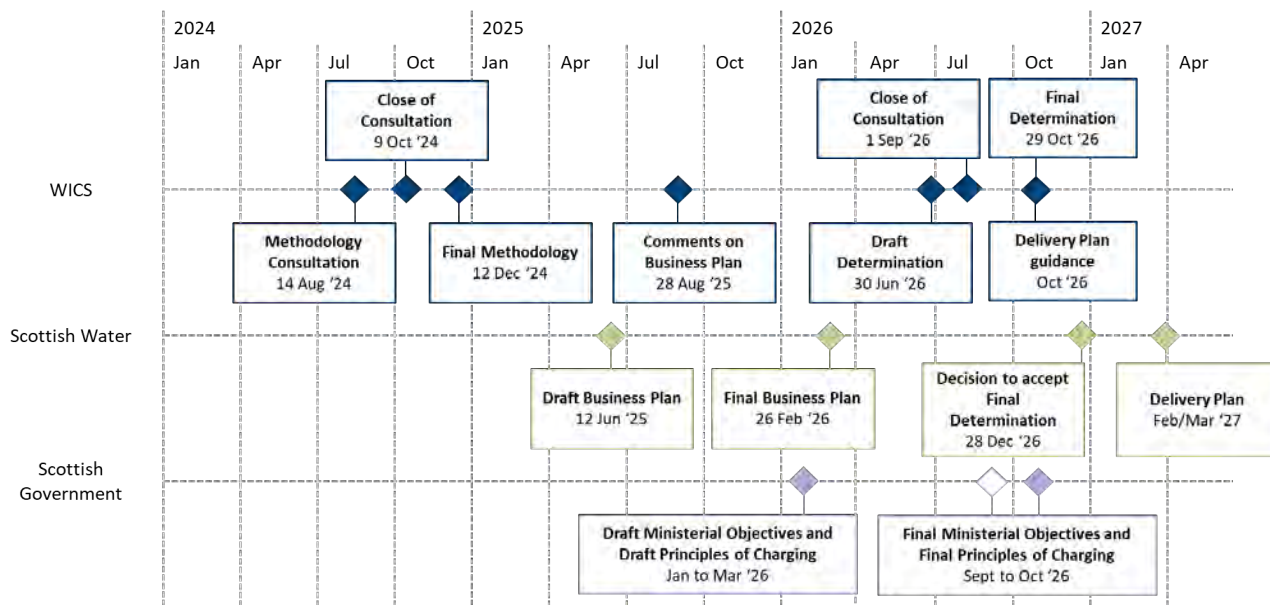 2024
2025
2026
2027
Jan
Apr
Jul
Oct
Jan
Apr
Jul
Oct
Jan
Apr
Jul
Oct
Jan
Apr
Close of
Consultation
9 Oct ‘24
Close of
Consultation
1 Sep ‘26
Final
Determination
29 Oct ‘26
WICS
Methodology
Consultation
14 Aug ‘24
Final Methodology
12 Dec ‘24
Comments on
Business Plan
28 Aug ‘25
Draft
Determination
30 Jun ‘26
Delivery Plan
guidance
Oct ‘26
Scottish Water
Draft Business Plan
12 Jun ‘25
Final Business Plan
26 Feb ‘26
Decision to accept
Final
Determination
28 Dec ‘26
Delivery Plan
Feb/Mar ‘27
Scottish
Government
Draft Ministerial Objectives and
Draft Principles of Charging
Jan to Mar ‘26
Final Ministerial Objectives and
Final Principles of Charging
Sept to Oct ‘26